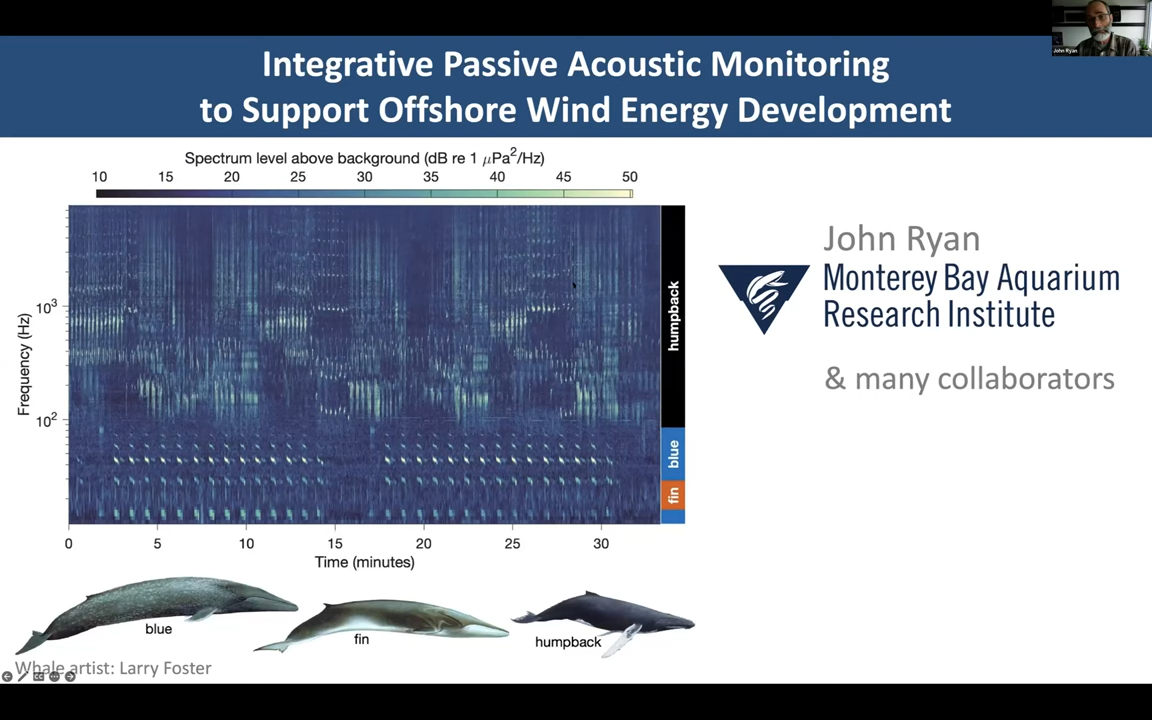 John Ryan
Integrative Passive Acoustic Monitoring
to Support Offshore Wind Energy Development
Spectrum level above background (dB re 1 μPa²/Hz)
10 15 20 25 30 35 40 45 50
Frequency (Hz)
10³
10²
humpback
blue
fin
0 5 10 15 20 25 30
Time (minutes)
John Ryan
Monterey Bay Aquarium
Research Institute
& many collaborators
blue
fin
humpback
Whale artist: Larry Foster